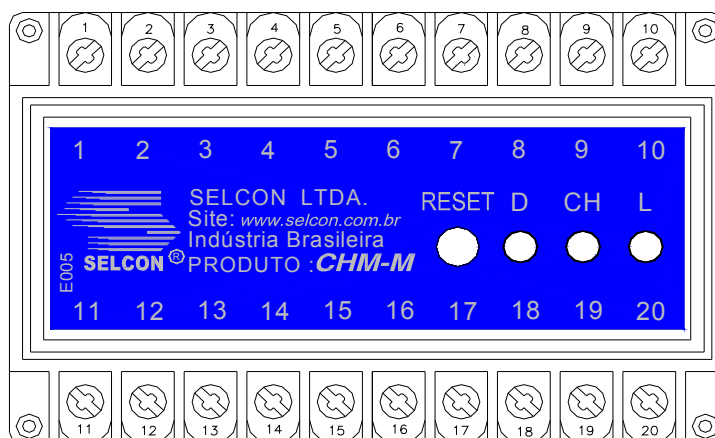 1 2 3 4 5 6 7 8 9 10
1 2 3 4 5 6 7 8 9 10
SELCON LTDA.
Site: www.selcon.com.br
Indústria Brasileira
PRODUTO : CHM-M
SELCON ®
E005
RESET D CH L
11 12 13 14 15 16 17 18 19 20
11 12 13 14 15 16 17 18 19 20